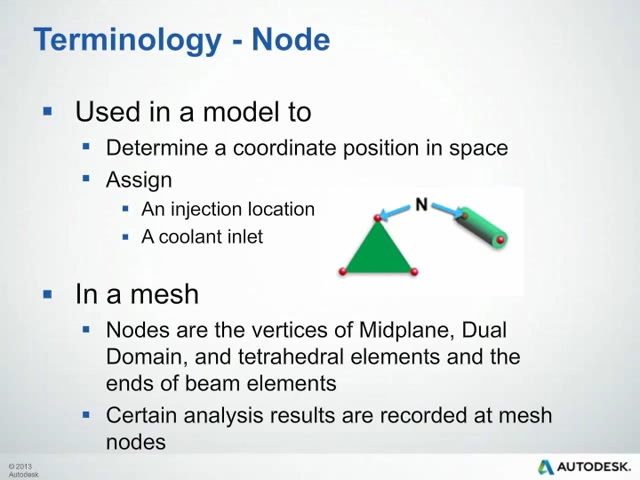 Terminology - Node
Used in a model to
Determine a coordinate position in space
Assign
An injection location
A coolant inlet
N
In a mesh
Nodes are the vertices of Midplane, Dual
Domain, and tetrahedral elements and the
ends of beam elements
Certain analysis results are recorded at mesh
nodes
© 2013
Autodesk
AUTODESK.